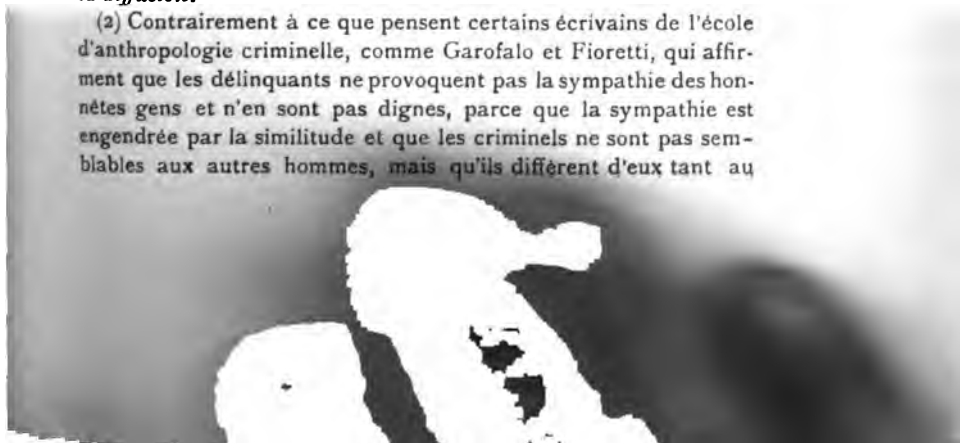 (2) Contrairement à ce que pensent certains écrivains de l'école
d'anthropologie criminelle, comme Garofalo et Fioretti, qui affir-
ment que les délinquants ne provoquent pas la sympathie des hon-
nêtes gens et n'en sont pas dignes, parce que la sympathie est
engendrée par la similitude et que les criminels ne sont pas sem-
blables aux autres hommes, mais qu'ils diffèrent d'eux tant au